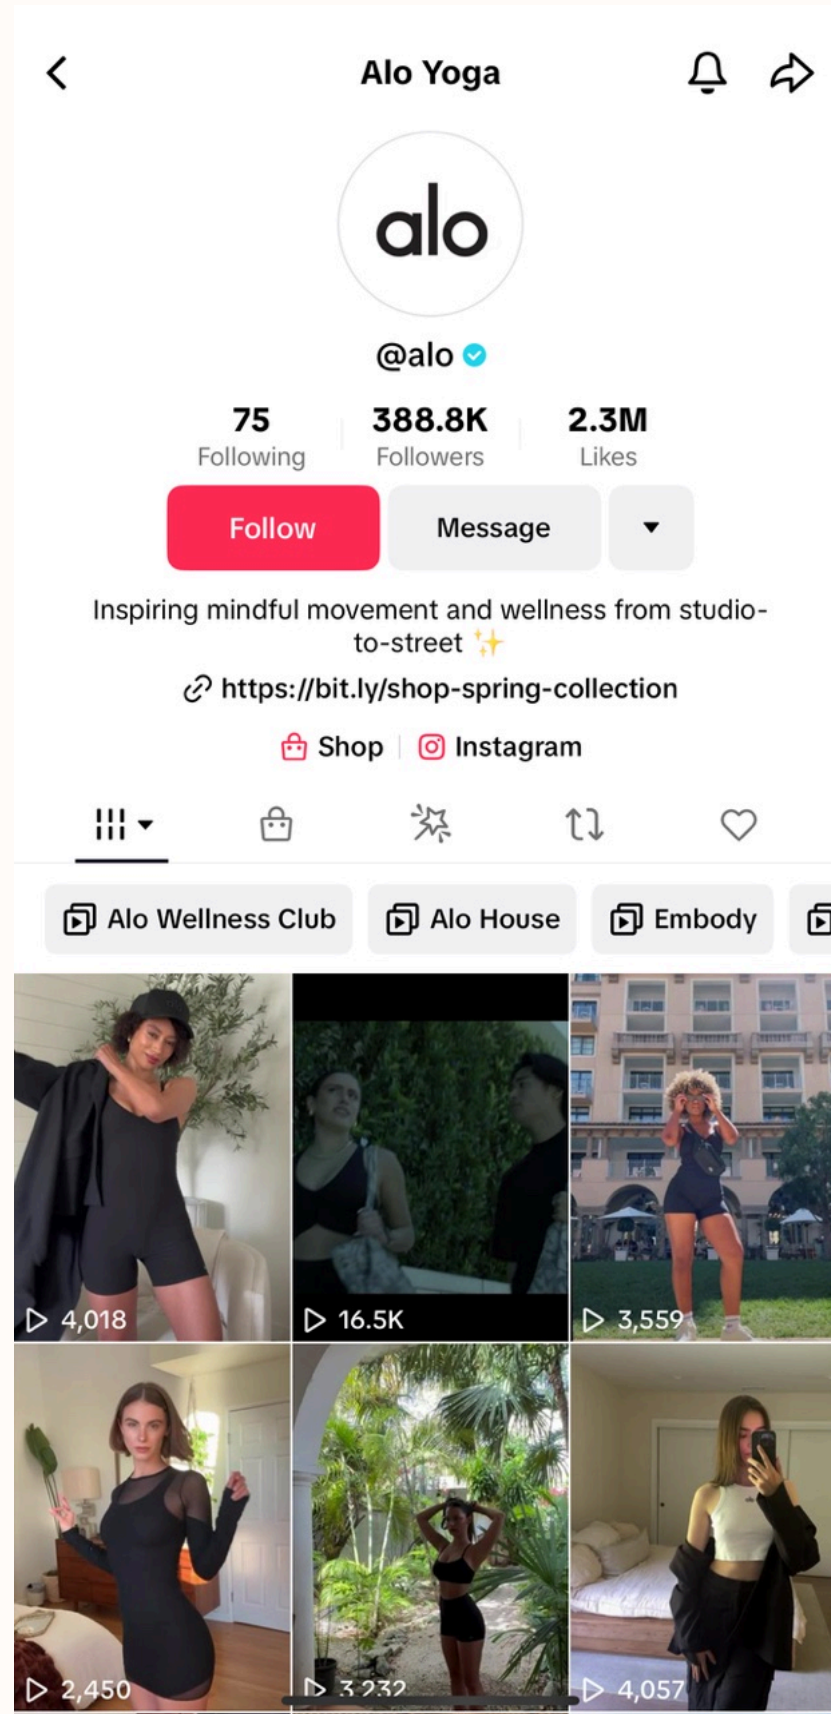 Alo Yoga
alo
@alo
75
388.8K
2.3M
Following
Followers
Likes
Follow
Message
Inspiring mindful movement and wellness from studio-
to-street ✨
https://bit.ly/shop-spring-collection
Shop
Instagram
Alo Wellness Club
Alo House
Embody
4,018
16.5K
3,559
2,450
3,232
4,057